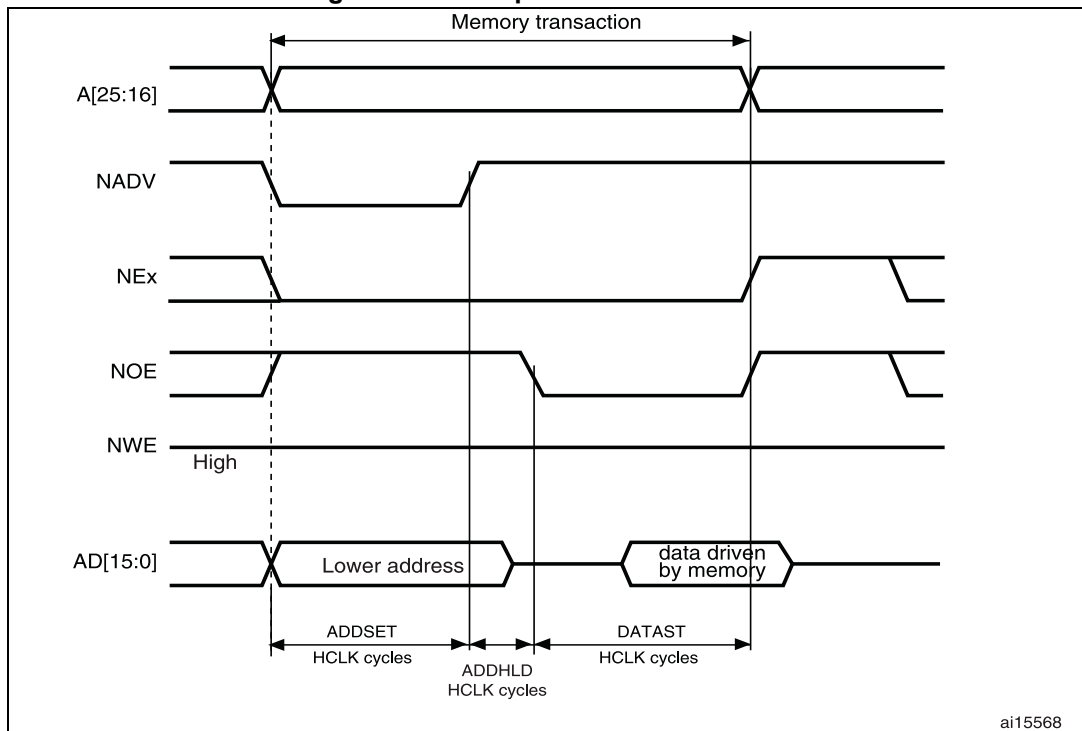 Memory transaction
A[25:16]
NADV
NEx
NOE
NWE
High
AD[15:0]
Lower address
data driven
by memory
ADDSET
HCLK cycles
ADDHLD
HCLK cycles
DATAST
HCLK cycles
ai15568